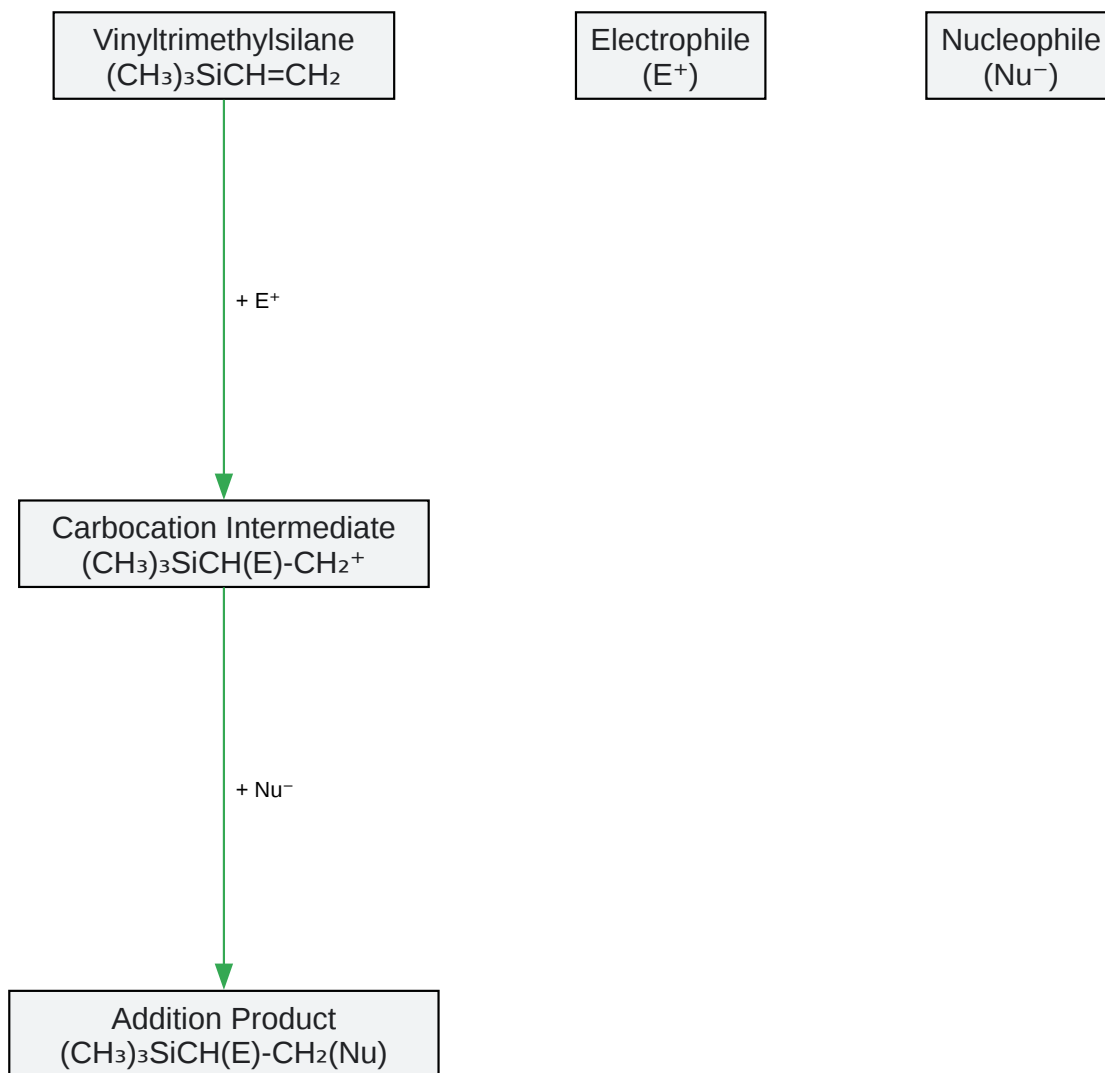 Vinyltrimethylsilane
(CH₃)₃SiCH=CH₂
Electrophile
(E⁺)
Nucleophile
(Nu⁻)
+ E⁺
Carbocation Intermediate
(CH₃)₃SiCH(E)-CH₂⁺
+ Nu⁻
Addition Product
(CH₃)₃SiCH(E)-CH₂(Nu)